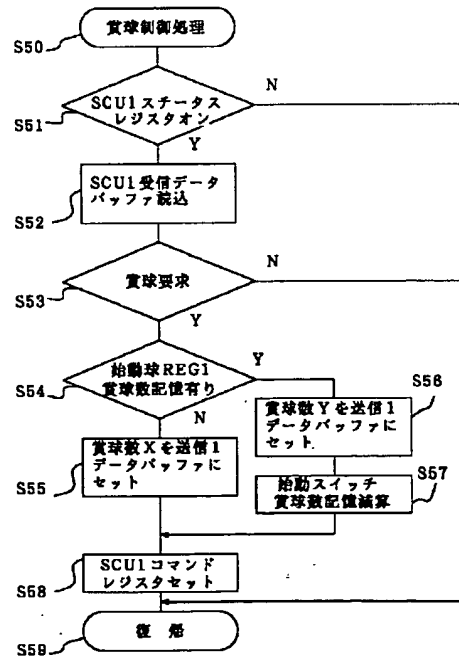 S50
賞球制御処理
N
S51
SCU1ステータス
レジスタオン
Y
S52
SCU1受信データ
バッファ読込
N
S53
賞球要求
Y
S54
始動球REG1
賞球数記憶有り
Y
S56
賞球数Yを送信1
データバッファに
セット
N
S55
賞球数Xを送信1
データバッファに
セット
S57
始動スイッチ
賞球数記憶減算
S58
SCU1コマンド
レジスタセット
S59
復帰